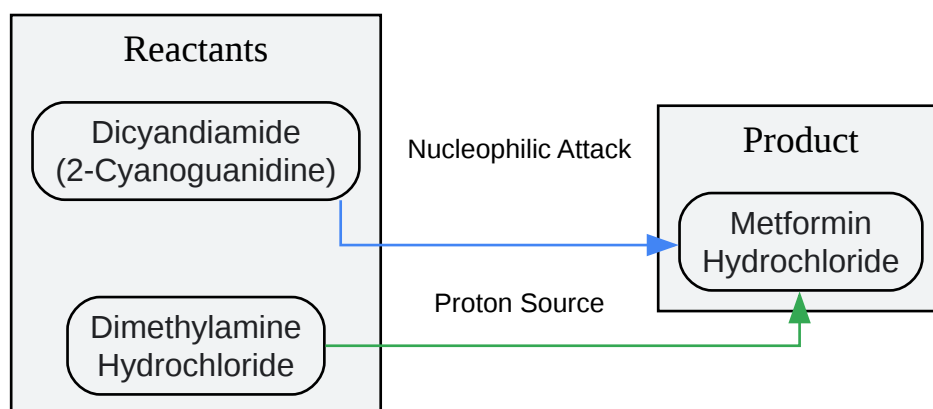 Reactants
Dicyandiamide
(2-Cyanoguanidine)
Nucleophilic Attack
Product
Metformin
Hydrochloride
Proton Source
Dimethylamine
Hydrochloride